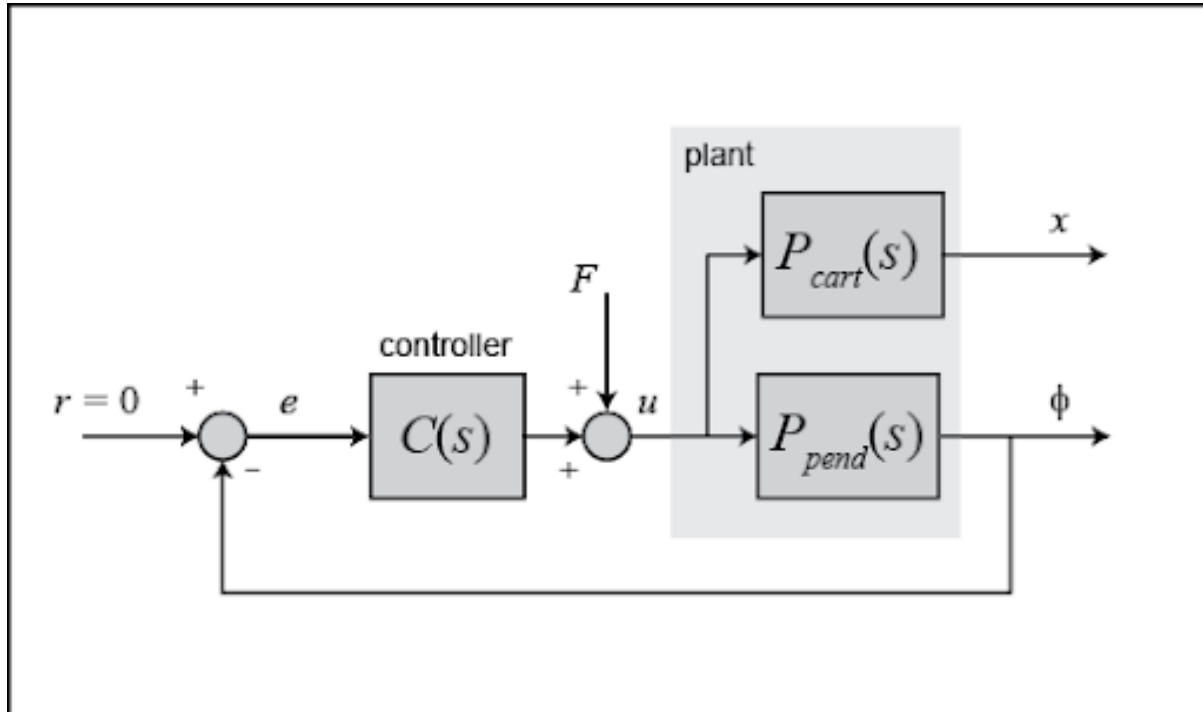 plant
P_cart(s)
x
F
controller
+
r = 0
+
e
C(s)
+
u
P_pend(s)
ϕ
-